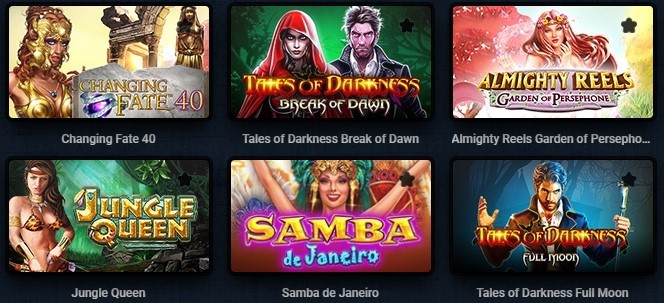 CHANGING
FATE 40
TALES OF DARKNESS
BREAK OF DAWN
ALMIGHTY REELS
GARDEN OF PERSEPHONE
Changing Fate 40
Tales of Darkness Break of Dawn
Almighty Reels Garden of Persepho...
JUNGLE
QUEEN
SAMBA
de Janeiro
TALES OF DARKNESS
FULL MOON
Jungle Queen
Samba de Janeiro
Tales of Darkness Full Moon